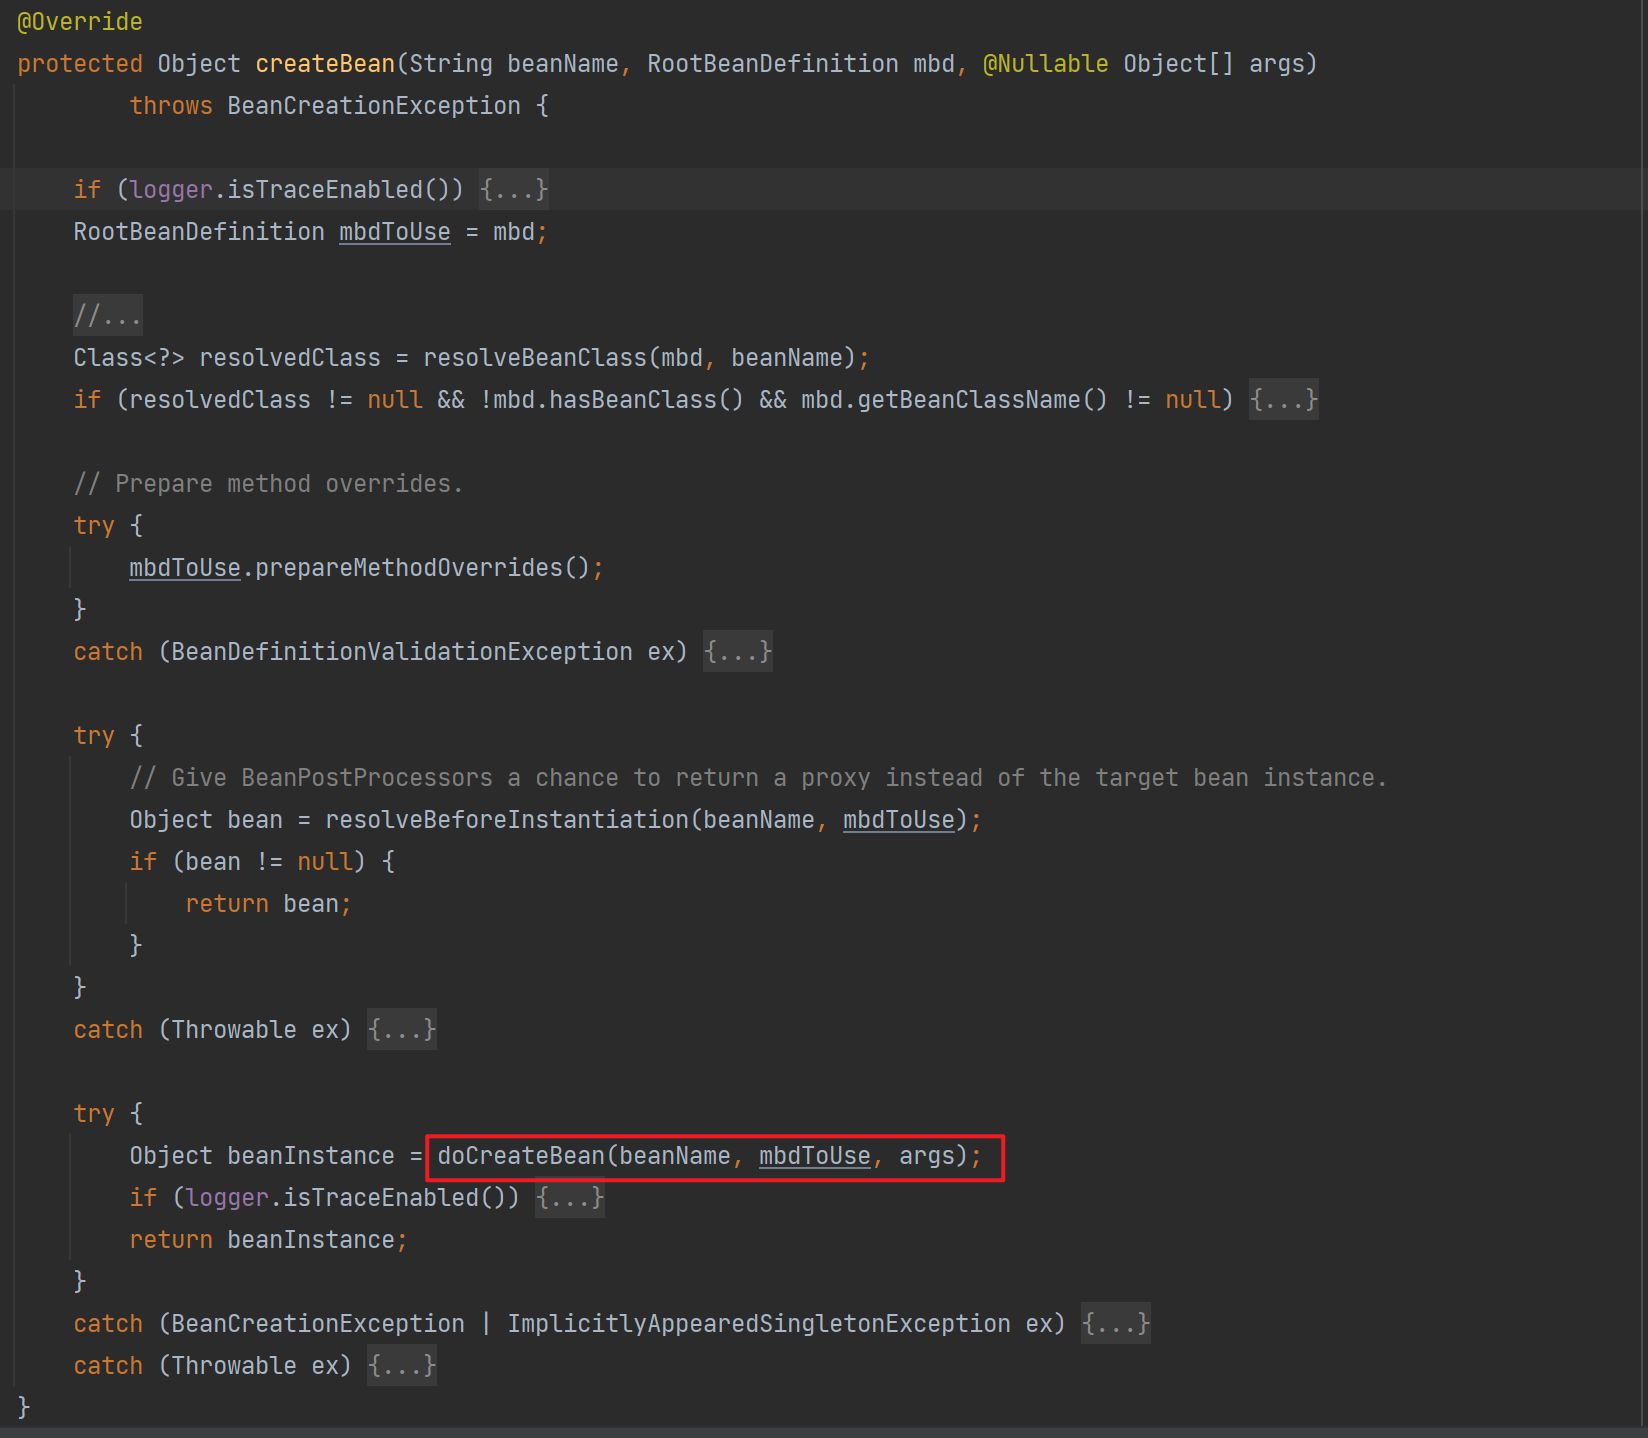 @Override
protected Object createBean(String beanName, RootBeanDefinition mbd, @Nullable Object[] args)
throws BeanCreationException {
if (logger.isTraceEnabled()) {...}
RootBeanDefinition mbdToUse = mbd;
//...
Class<?> resolvedClass = resolveBeanClass(mbd, beanName);
if (resolvedClass != null && !mbd.hasBeanClass() && mbd.getBeanClassName() != null) {...}
// Prepare method overrides.
try {
mbdToUse.prepareMethodOverrides();
}
catch (BeanDefinitionValidationException ex) {...}
try {
// Give BeanPostProcessors a chance to return a proxy instead of the target bean instance.
Object bean = resolveBeforeInstantiation(beanName, mbdToUse);
if (bean != null) {
return bean;
}
}
catch (Throwable ex) {...}
try {
Object beanInstance = doCreateBean(beanName, mbdToUse, args);
if (logger.isTraceEnabled()) {...}
return beanInstance;
}
catch (BeanCreationException | ImplicitlyAppearedSingletonException ex) {...}
catch (Throwable ex) {...}
}